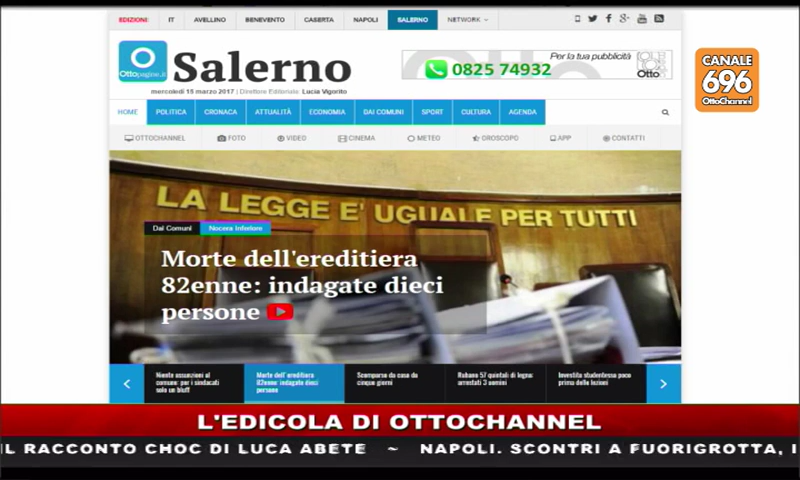 EDIZIONI: IT AVELLINO BENEVENTO CASERTA NAPOLI SALERNO NETWORK
Ottopagine.it
Salerno
mercoledì 15 marzo 2017 | Direttore Editoriale: Lucia Vigorito
Per la tua pubblicità
0825 74932
Otto
CANALE
696
OttoChannel
HOME POLITICA CRONACA ATTUALITÀ ECONOMIA DAI COMUNI SPORT CULTURA AGENDA
OTTOCHANNEL FOTO VIDEO CINEMA METEO OROSCOPO APP CONTATTI
LA LEGGE E' UGUALE PER TUTTI
Dai Comuni Nocera Inferiore
Morte dell'ereditiera
82enne: indagate dieci
persone
Niente assunzioni al
comune: per i sindacati
solo un bluff
Morte dell'ereditiera
82enne: indagate dieci
persone
Scomparso da casa da
cinque giorni
Rubano 57 quintali di legna:
arrestati 3 uomini
Investita studentessa poco
prima delle lezioni
L'EDICOLA DI OTTOCHANNEL
IL RACCONTO CHOC DI LUCA ABETE ~ NAPOLI. SCONTRI A FUORIGROTTA, I